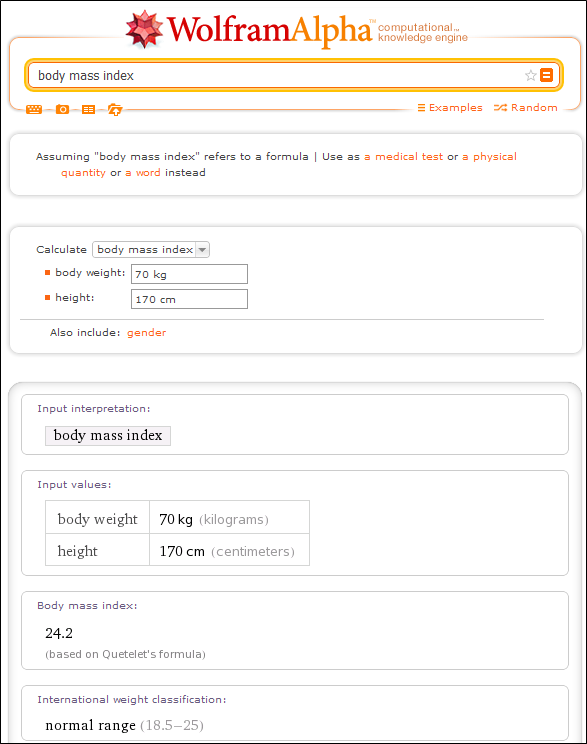 WolframAlpha™ computational...
knowledge engine
body mass index
Examples Random
Assuming "body mass index" refers to a formula | Use as a medical test or a physical
quantity or a word instead
Calculate body mass index
body weight: 70 kg
height: 170 cm
Also include: gender
Input interpretation:
body mass index
Input values:
body weight 70 kg (kilograms)
height 170 cm (centimeters)
Body mass index:
24.2
(based on Quetelet's formula)
International weight classification:
normal range (18.5–25)